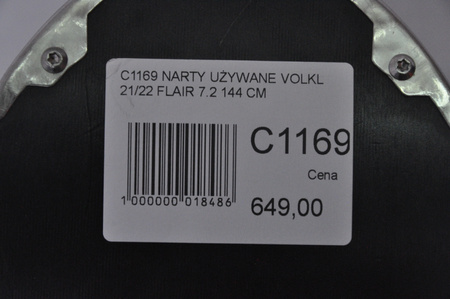 C1169 NARTY UŻYWANE VOLKL
21/22 FLAIR 7.2 144 CM
C1169
Cena
649,00
1 000000 018486